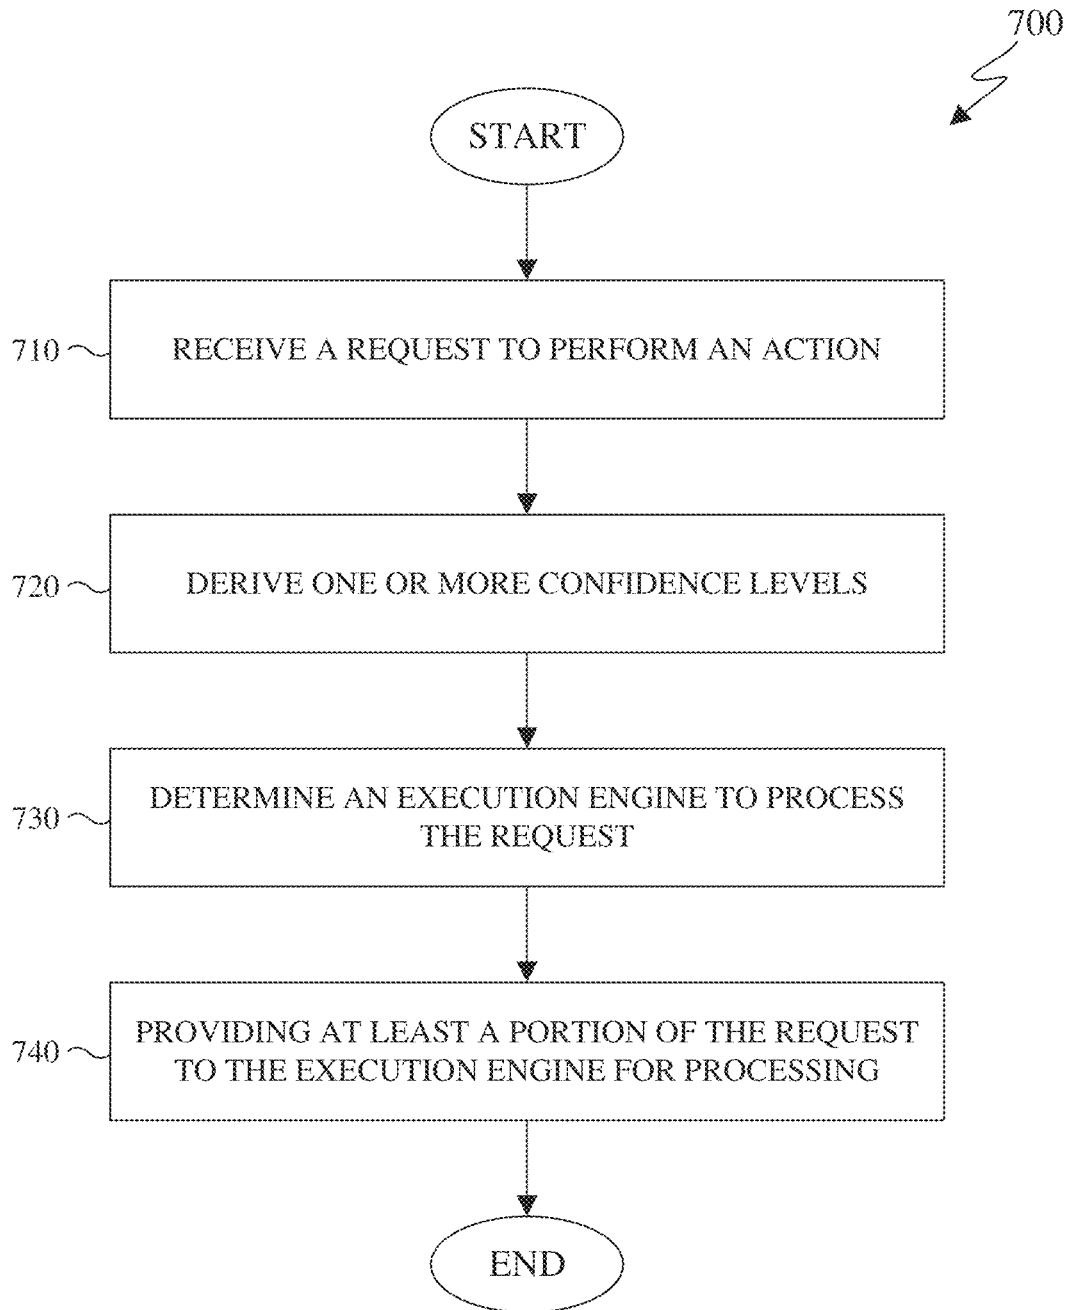 700
START
710
RECEIVE A REQUEST TO PERFORM AN ACTION
720
DERIVE ONE OR MORE CONFIDENCE LEVELS
730
DETERMINE AN EXECUTION ENGINE TO PROCESS
THE REQUEST
740
PROVIDING AT LEAST A PORTION OF THE REQUEST
TO THE EXECUTION ENGINE FOR PROCESSING
END